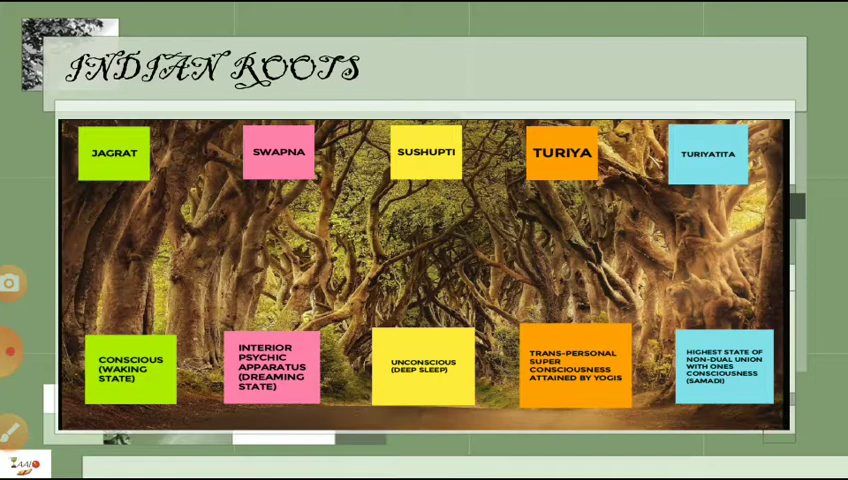 INDIAN ROOTS
JAGRAT
SWAPNA
SUSHUPTI
TURIYA
TURIYATITA
CONSCIOUS
(WAKING
STATE)
INTERIOR
PSYCHIC
APPARATUS
(DREAMING
STATE)
UNCONSCIOUS
(DEEP SLEEP)
TRANS-PERSONAL
SUPER
CONSCIOUSNESS
ATTAINED BY YOGIS
HIGHEST STATE OF
NON-DUAL UNION
WITH ONES
CONSCIOUSNESS
(SAMADI)